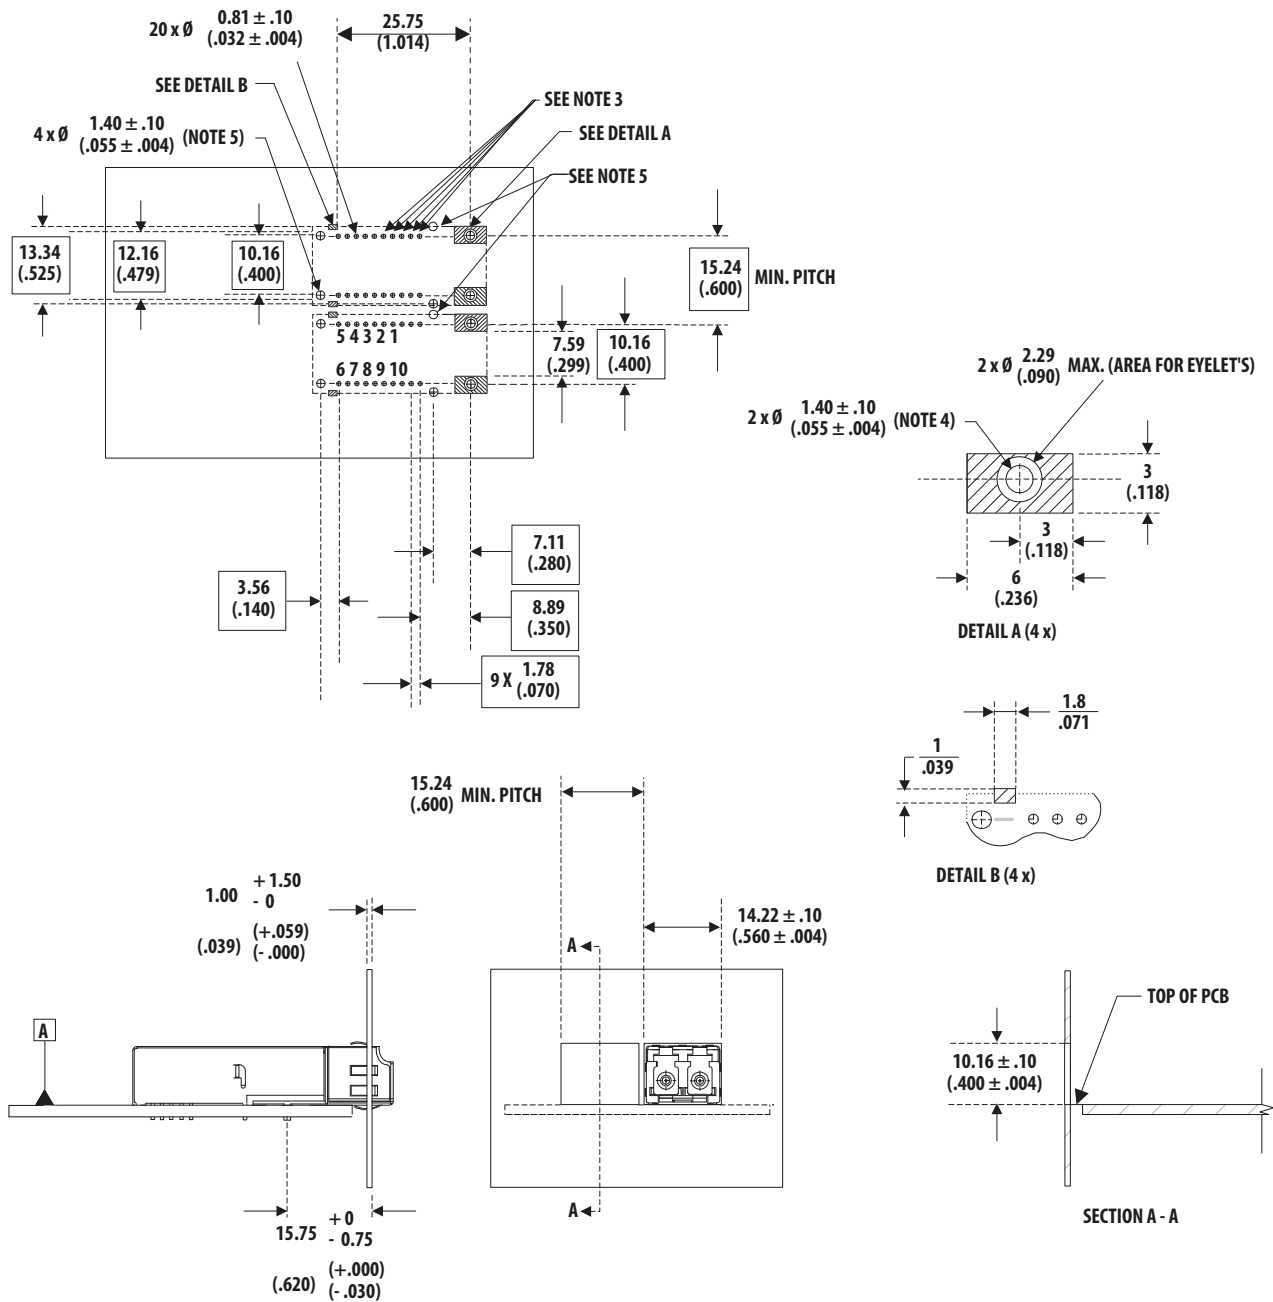 20 x Ø 0.81 ± .10
(.032 ± .004)
25.75
(1.014)
SEE DETAIL B
SEE NOTE 3
4 x Ø 1.40 ± .10 (NOTE 5)
(.055 ± .004)
SEE DETAIL A
SEE NOTE 5
13.34
(.525)
12.16
(.479)
10.16
(.400)
15.24
(.600)
MIN. PITCH
5 4 3 2 1
6 7 8 9 10
7.59
(.299)
10.16
(.400)
2 x Ø 2.29 MAX. (AREA FOR EYELET'S)
(.090)
2 x Ø 1.40 ± .10 (NOTE 4)
(.055 ± .004)
3
(.118)
3
(.118)
6
(.236)
DETAIL A (4 x)
7.11
(.280)
3.56
(.140)
8.89
(.350)
9 X 1.78
(.070)
1.8
.071
1
.039
DETAIL B (4 x)
15.24
(.600)
MIN. PITCH
1.00 + 1.50
- 0
(.039) (+.059)
(- .000)
14.22 ± .10
(.560 ± .004)
A
A
A
TOP OF PCB
10.16 ± .10
(.400 ± .004)
15.75 + 0
- 0.75
(.620) (+.000)
(- .030)
SECTION A - A